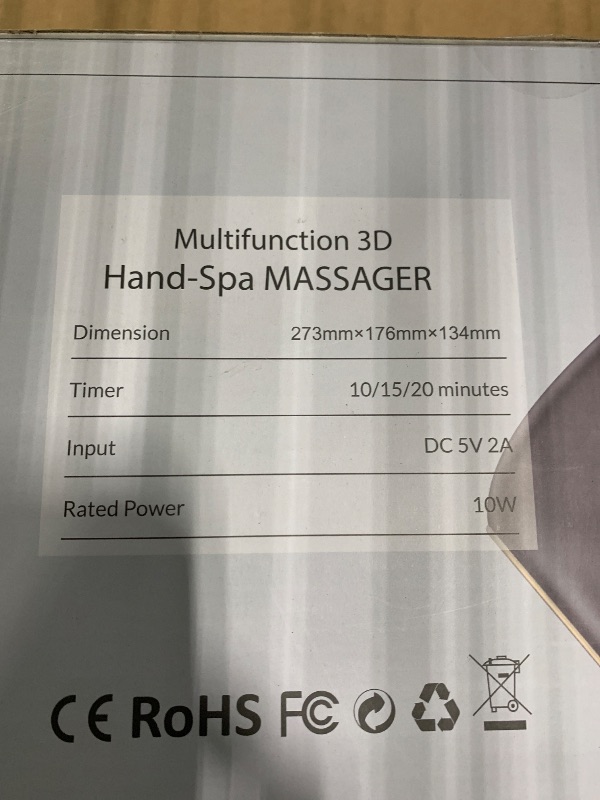 Multifunction 3D
Hand-Spa MASSAGER
Dimension 273mm×176mm×134mm
Timer 10/15/20 minutes
Input DC 5V 2A
Rated Power 10W
CE RoHS FC